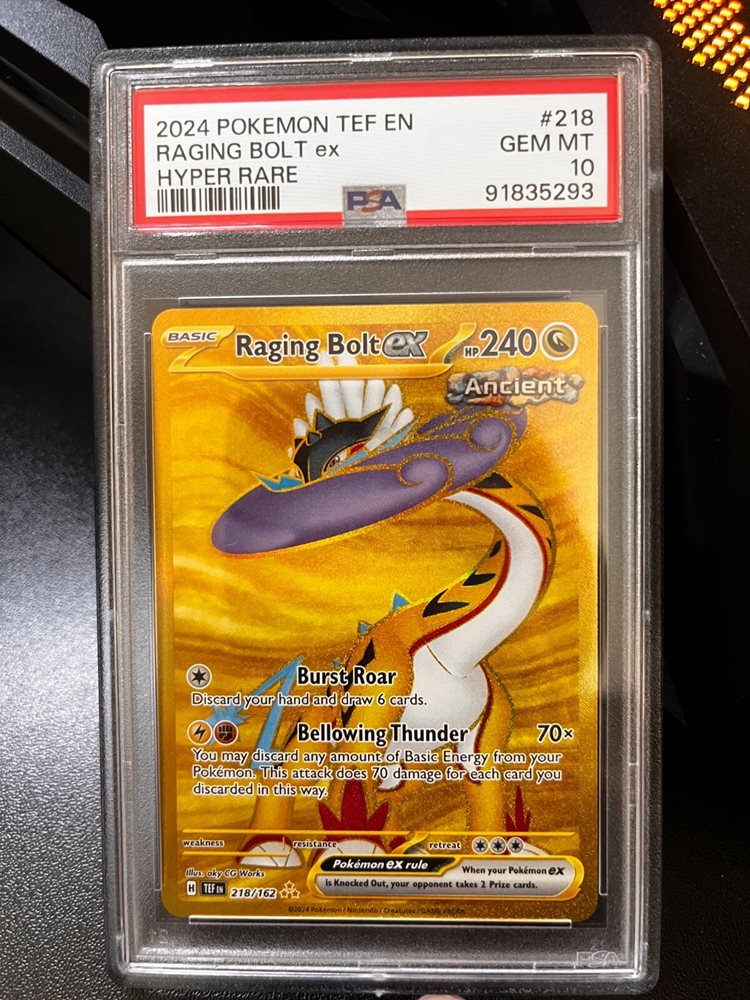 2024 POKEMON TEF EN #218
RAGING BOLT ex GEM MT
HYPER RARE 10
PSA 91835293
BASIC Raging Bolt ex HP 240
Ancient
Burst Roar
Discard your hand and draw 6 cards.
Bellowing Thunder 70×
You may discard any amount of Basic Energy from your
Pokémon. This attack does 70 damage for each card you
discarded in this way.
weakness resistance retreat
Illus. aky CG Works
Pokémon ex rule When your Pokémon ex
is Knocked Out, your opponent takes 2 Prize cards.
H TEF EN 218/162
©2024 Pokémon / Nintendo / Creatures / GAME FREAK
PSA